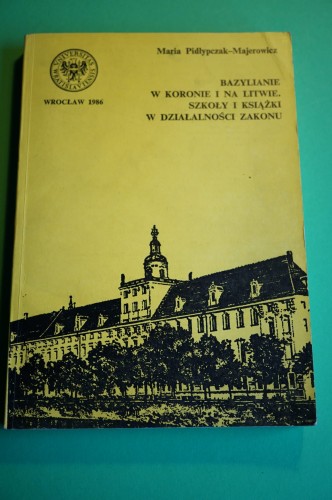 Maria Pidłypczak-Majerowicz
BAZYLIANIE
W KORONIE I NA LITWIE.
SZKOŁY I KSIĄŻKI
W DZIAŁALNOŚCI ZAKONU
WROCŁAW 1986